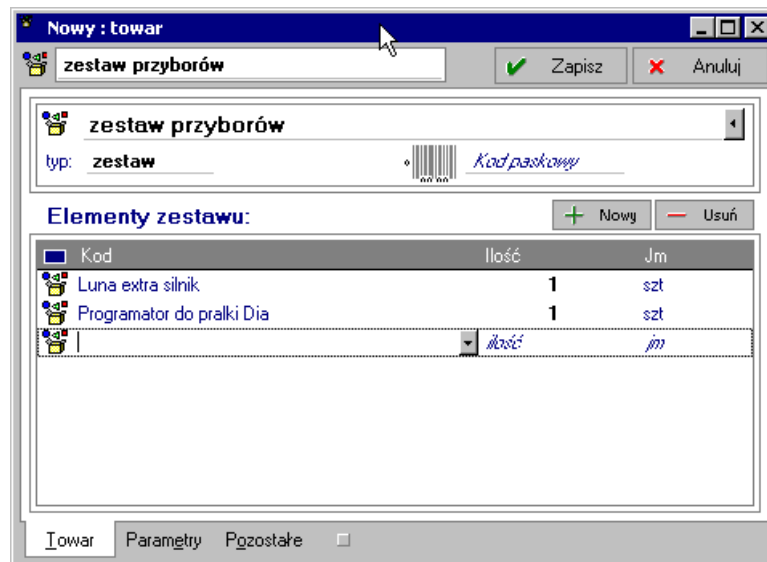 Nowy : towar
zestaw przyborów Zapisz Anuluj
zestaw przyborów
typ: zestaw Kod paskowy
Elementy zestawu: Nowy Usuń
Kod Ilość Jm
Luna extra silnik 1 szt
Programator do pralki Dia 1 szt
ilość jm
Towar Parametry Pozostałe